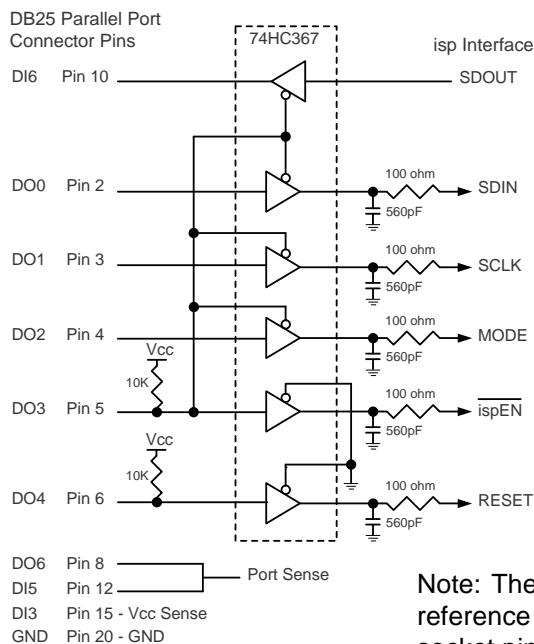 DB25 Parallel Port
Connector Pins
74HC367
isp Interface
DI6 Pin 10
SDOUT
DO0 Pin 2
100 ohm
560pF
SDIN
DO1 Pin 3
100 ohm
560pF
SCLK
DO2 Pin 4
100 ohm
560pF
MODE
Vcc
10K
DO3 Pin 5
100 ohm
560pF
ispEN
Vcc
10K
DO4 Pin 6
100 ohm
560pF
RESET
DO6 Pin 8
DI5 Pin 12
Port Sense
DI3 Pin 15 - Vcc Sense
GND Pin 20 - GND
Note: The
reference